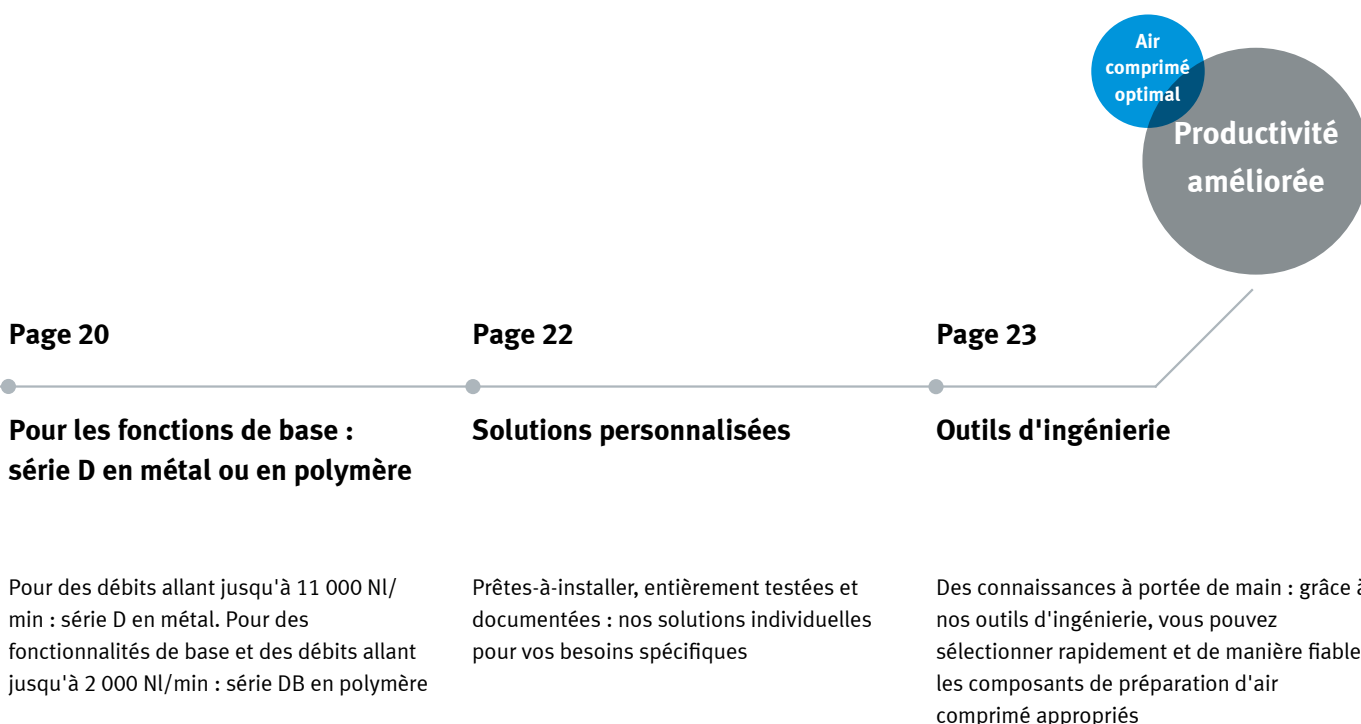 Air
comprimé
optimal
Productivité
améliorée
Page 20
Pour les fonctions de base :
série D en métal ou en polymère
Pour des débits allant jusqu'à 11 000 Nl/
min : série D en métal. Pour des
fonctionnalités de base et des débits allant
jusqu'à 2 000 Nl/min : série DB en polymère
Page 22
Solutions personnalisées
Prêtes-à-installer, entièrement testées et
documentées : nos solutions individuelles
pour vos besoins spécifiques
Page 23
Outils d'ingénierie
Des connaissances à portée de main : grâce à
nos outils d'ingénierie, vous pouvez
sélectionner rapidement et de manière fiable
les composants de préparation d'air
comprimé appropriés